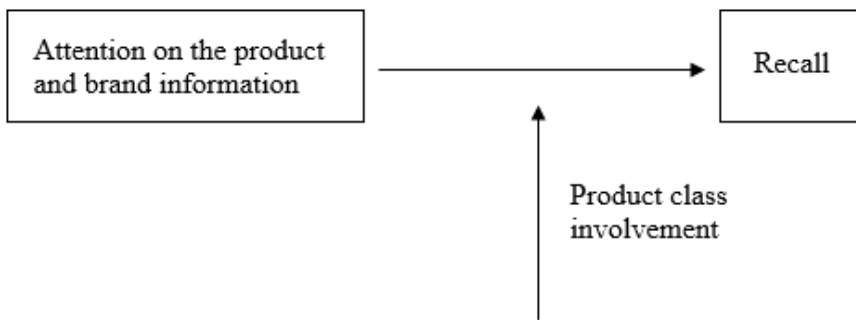 Attention on the product
and brand information
Recall
Product class
involvement